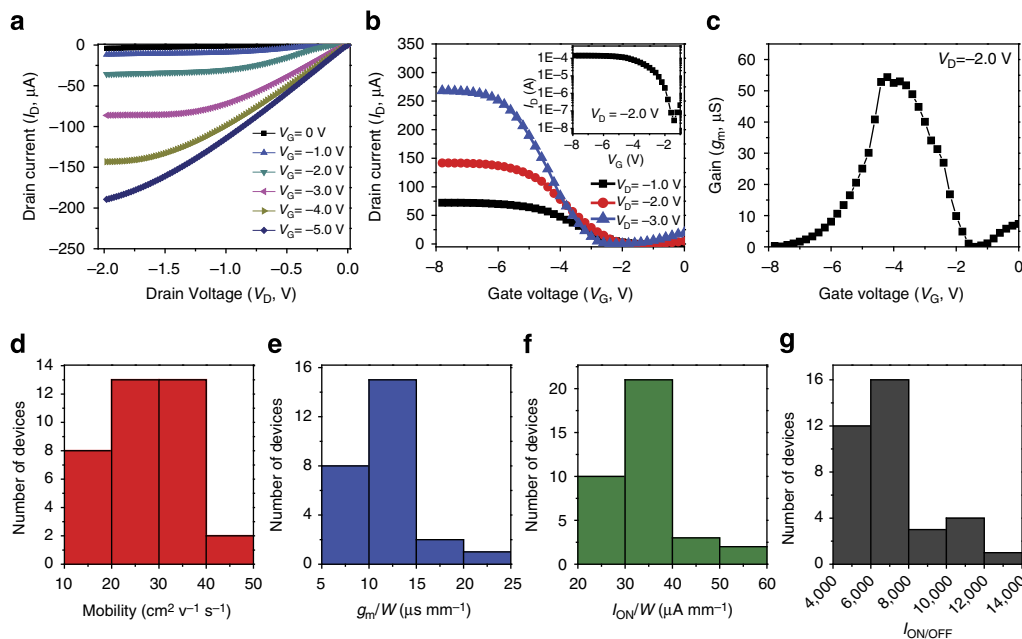 a
0
−50
−100
−150
−200
−250
−2.0
−1.5
−1.0
−0.5
0.0
Drain current (I_D, μA)
Drain Voltage (V_D, V)
V_G= 0 V
V_G= −1.0 V
V_G= −2.0 V
V_G= −3.0 V
V_G= −4.0 V
V_G= −5.0 V
b
350
300
250
200
150
100
50
0
−8
−6
−4
−2
0
Drain current (I_D, μA)
Gate voltage (V_G, V)
1E−3
1E−4
1E−5
1E−6
1E−7
1E−8
I_D (A)
V_D = −2.0 V
−8
−6
−4
−2
V_G (V)
V_D= −1.0 V
V_D= −2.0 V
V_D= −3.0 V
c
V_D=−2.0 V
60
50
40
30
20
10
0
−8
−6
−4
−2
0
Gain (g_m, μS)
Gate voltage (V_G, V)
d
14
12
10
8
6
4
2
0
10
20
30
40
50
Number of devices
Mobility (cm² v⁻¹ s⁻¹)
e
16
12
8
4
0
5
10
15
20
25
Number of devices
g_m/W (μs mm⁻¹)
f
20
15
10
5
0
20
30
40
50
60
Number of devices
I_ON/W (μA mm⁻¹)
g
16
12
8
4
0
4,000
6,000
8,000
10,000
12,000
14,000
Number of devices
I_ON/OFF